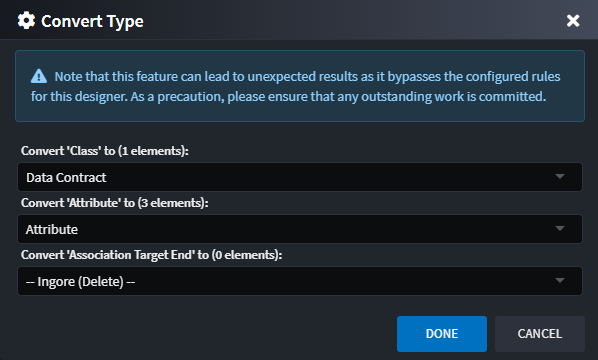 Convert Type
Note that this feature can lead to unexpected results as it bypasses the configured rules
for this designer. As a precaution, please ensure that any outstanding work is committed.
Convert 'Class' to (1 elements):
Data Contract
Convert 'Attribute' to (3 elements):
Attribute
Convert 'Association Target End' to (0 elements):
-- Ingore (Delete) --
DONE CANCEL